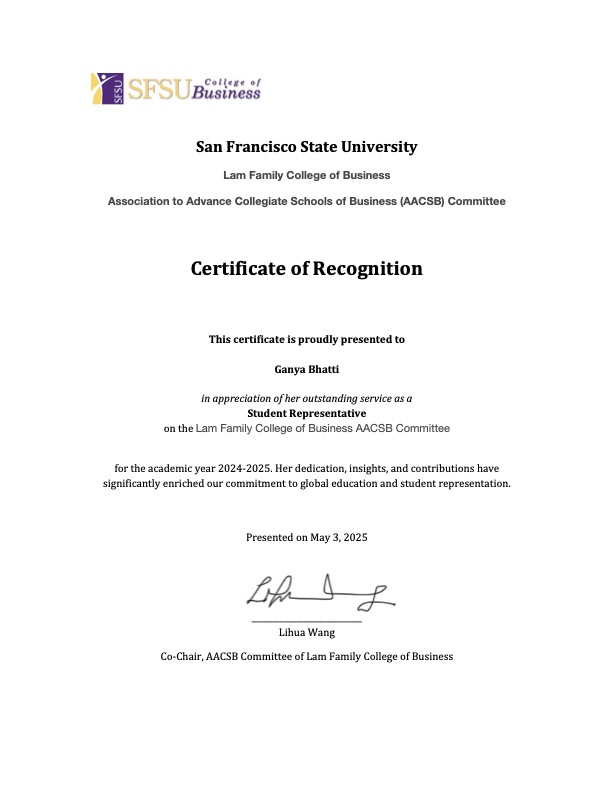 SFSU
SFSU College of
Business
San Francisco State University
Lam Family College of Business
Association to Advance Collegiate Schools of Business (AACSB) Committee
Certificate of Recognition
This certificate is proudly presented to
Ganya Bhatti
in appreciation of her outstanding service as a
Student Representative
on the Lam Family College of Business AACSB Committee
for the academic year 2024-2025. Her dedication, insights, and contributions have
significantly enriched our commitment to global education and student representation.
Presented on May 3, 2025
Lihua Wang
Lihua Wang
Co-Chair, AACSB Committee of Lam Family College of Business